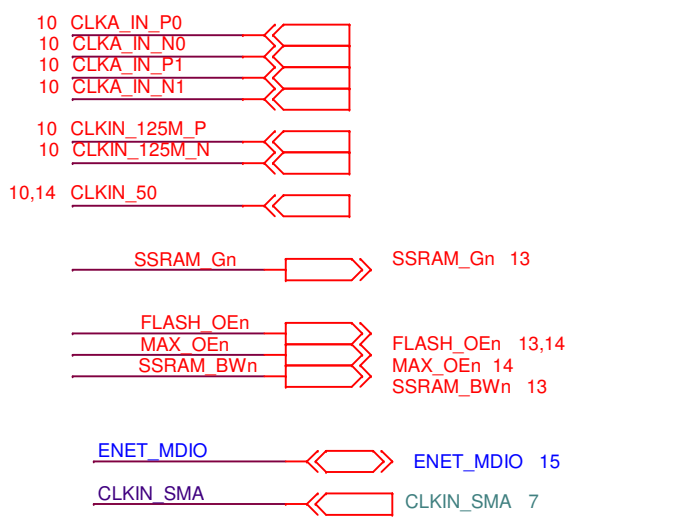 10 CLKA_IN_P0
10 CLKA_IN_N0
10 CLKA_IN_P1
10 CLKA_IN_N1
10 CLKIN_125M_P
10 CLKIN_125M_N
10,14 CLKIN_50
SSRAM_Gn SSRAM_Gn 13
FLASH_OEn FLASH_OEn 13,14
MAX_OEn MAX_OEn 14
SSRAM_BWn SSRAM_BWn 13
ENET_MDIO ENET_MDIO 15
CLKIN_SMA CLKIN_SMA 7